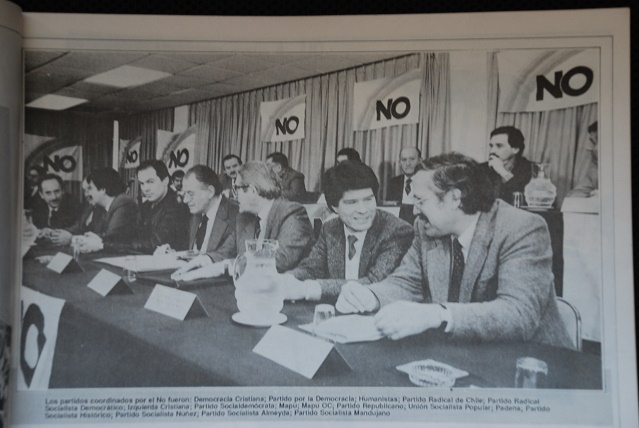 NO
NO
NO
NO
NO
NO
NO
Los partidos coordinados por el No fueron: Democracia Cristiana; Partido por la Democracia; Humanistas; Partido Radical de Chile; Partido Radical
Socialista Democrático; Izquierda Cristiana; Partido Socialdemócrata; Mapu; Mapu OC; Partido Republicano; Unión Socialista Popular; Padena; Partido
Socialista Histórico; Partido Socialista Nuñez; Partido Socialista Almeyda; Partido Socialista Mandujano